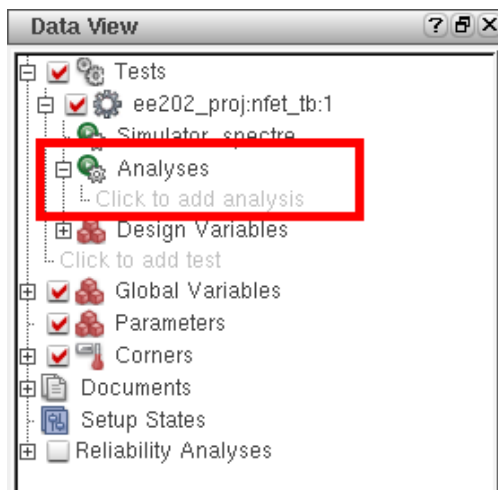 Data View
Tests
ee202_proj:nfet_tb:1
Simulator spectre
Analyses
Click to add analysis
Design Variables
Click to add test
Global Variables
Parameters
Corners
Documents
Setup States
Reliability Analyses